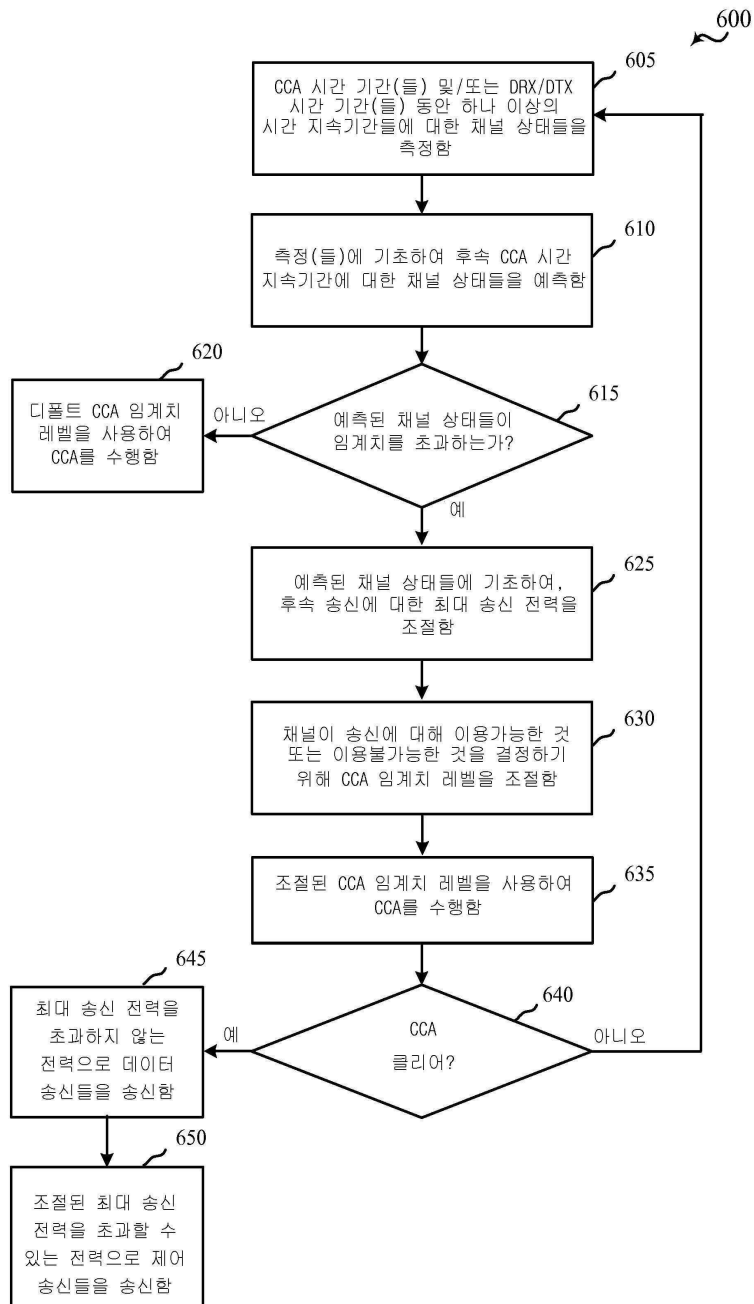 600
605
CCA 시간 기간(들) 및/또는 DRX/DTX
시간 기간(들) 동안 하나 이상의
시간 지속기간들에 대한 채널 상태들을
측정함
610
측정(들)에 기초하여 후속 CCA 시간
지속기간에 대한 채널 상태들을 예측함
615
예측된 채널 상태들이
임계치를 초과하는가?
아니오
620
디폴트 CCA 임계치
레벨을 사용하여
CCA를 수행함
예
625
예측된 채널 상태들에 기초하여,
후속 송신에 대한 최대 송신 전력을
조절함
630
채널이 송신에 대해 이용가능한 것
또는 이용불가능한 것을 결정하기
위해 CCA 임계치 레벨을 조절함
635
조절된 CCA 임계치 레벨을 사용하여
CCA를 수행함
640
CCA
클리어?
아니오
예
645
최대 송신 전력을
초과하지 않는
전력으로 데이터
송신들을 송신함
650
조절된 최대 송신
전력을 초과할 수
있는 전력으로 제어
송신들을 송신함